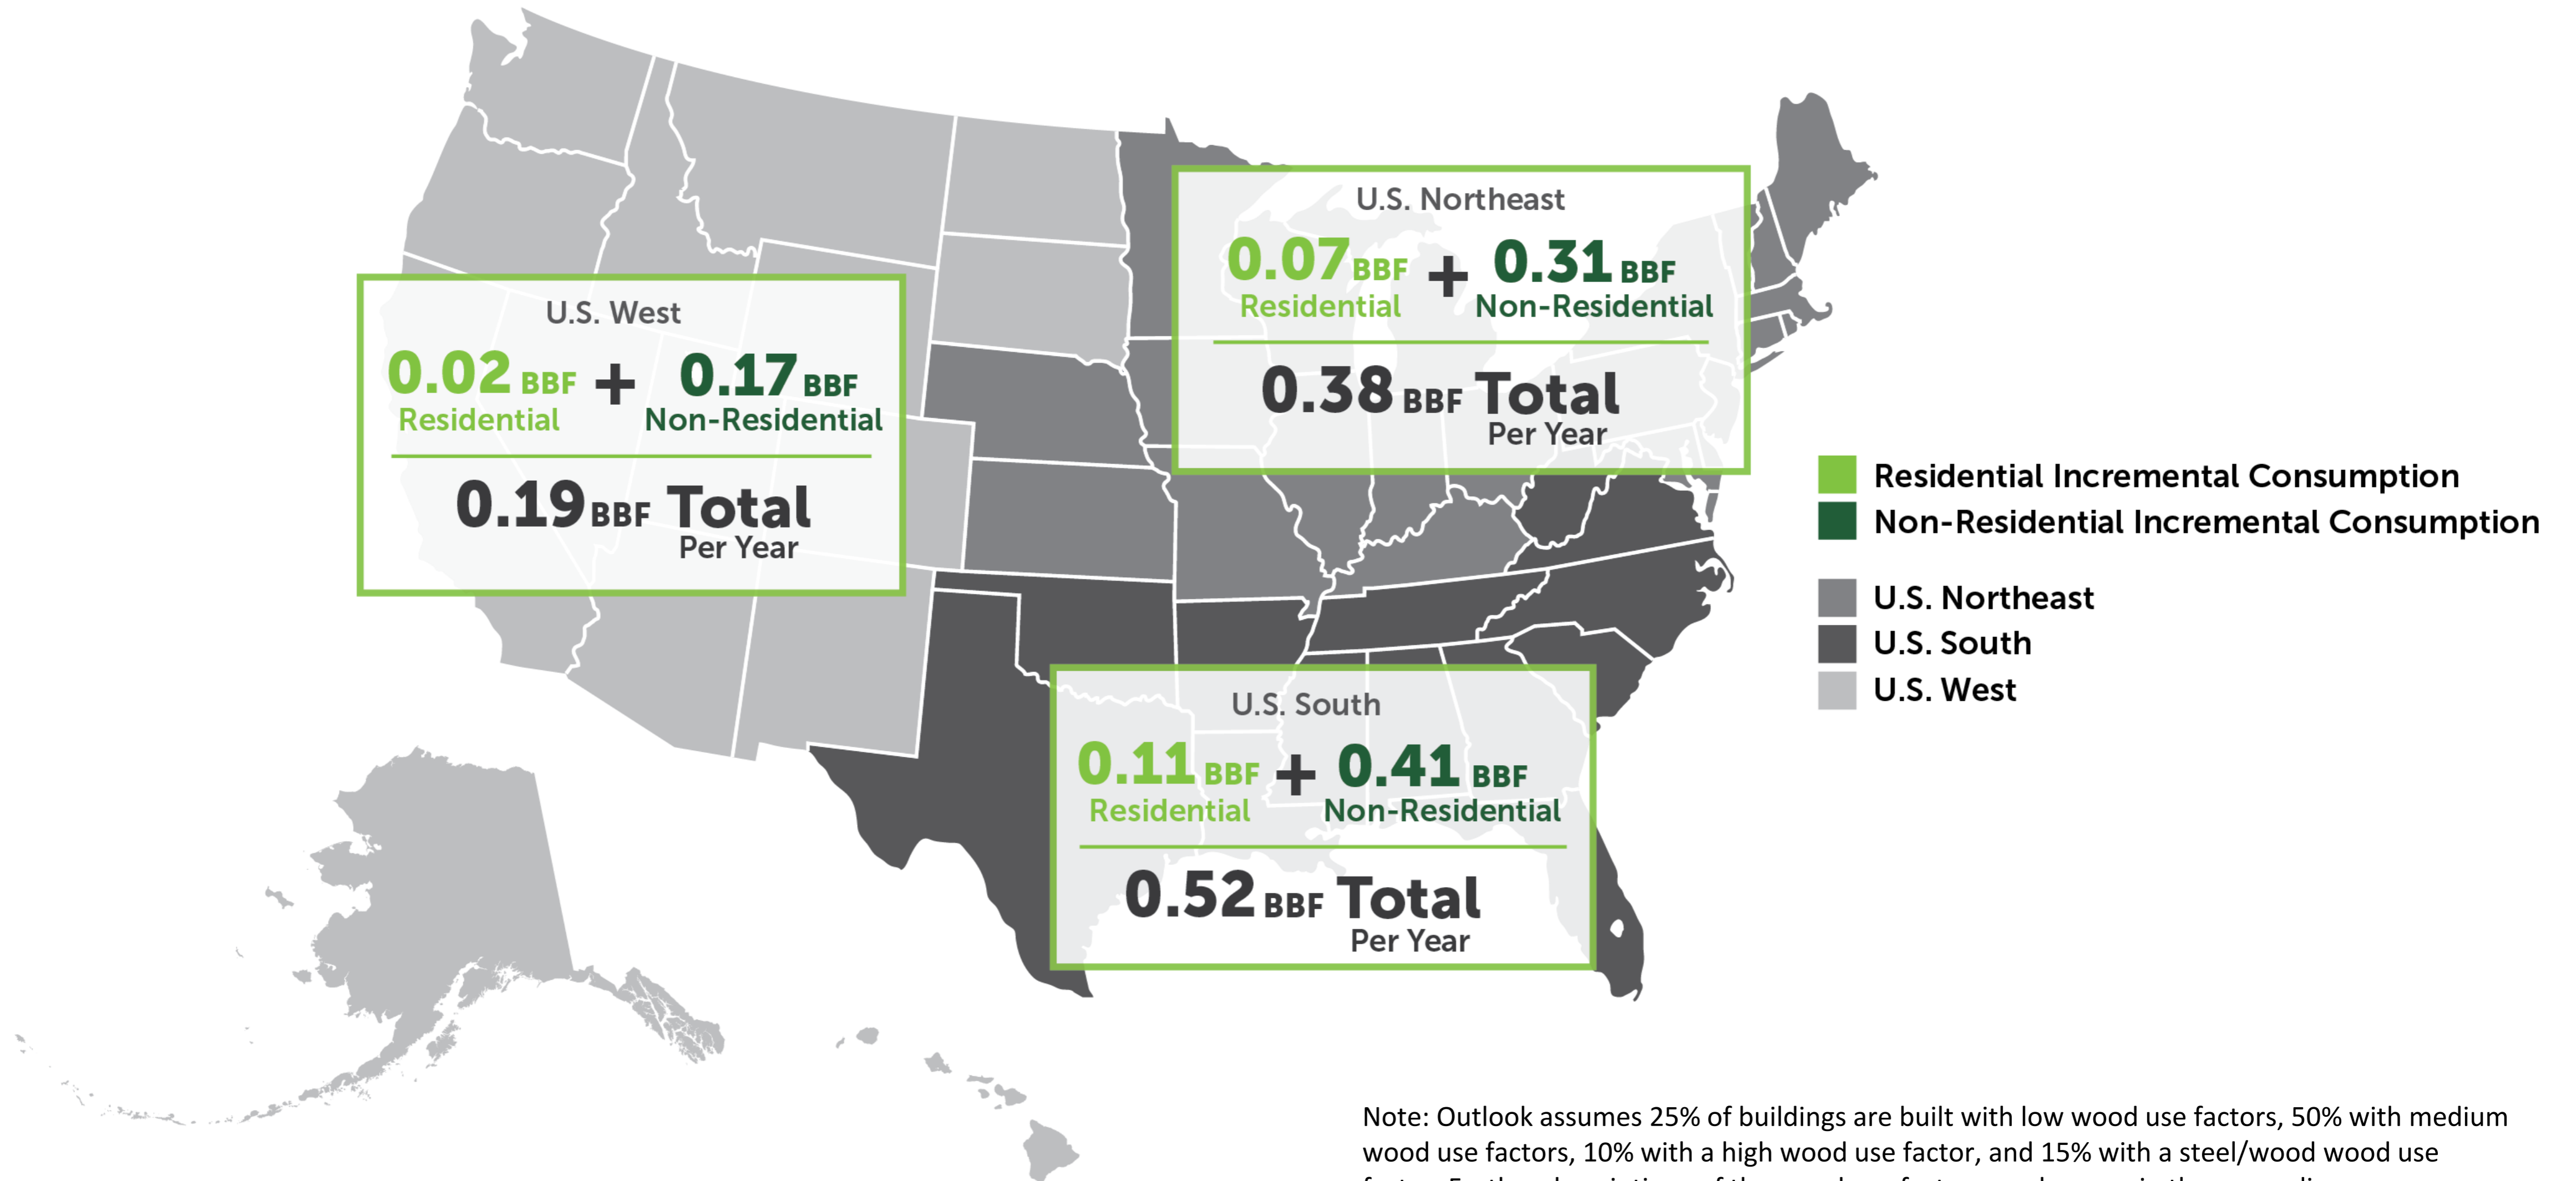 U.S. Northeast
0.07 BBF + 0.31 BBF
Residential Non-Residential
0.38 BBF Total
Per Year
U.S. West
0.02 BBF + 0.17 BBF
Residential Non-Residential
0.19 BBF Total
Per Year
Residential Incremental Consumption
Non-Residential Incremental Consumption
U.S. Northeast
U.S. South
U.S. West
U.S. South
0.11 BBF + 0.41 BBF
Residential Non-Residential
0.52 BBF Total
Per Year
Note: Outlook assumes 25% of buildings are built with low wood use factors, 50% with medium
wood use factors, 10% with a high wood use factor, and 15% with a steel/wood wood use